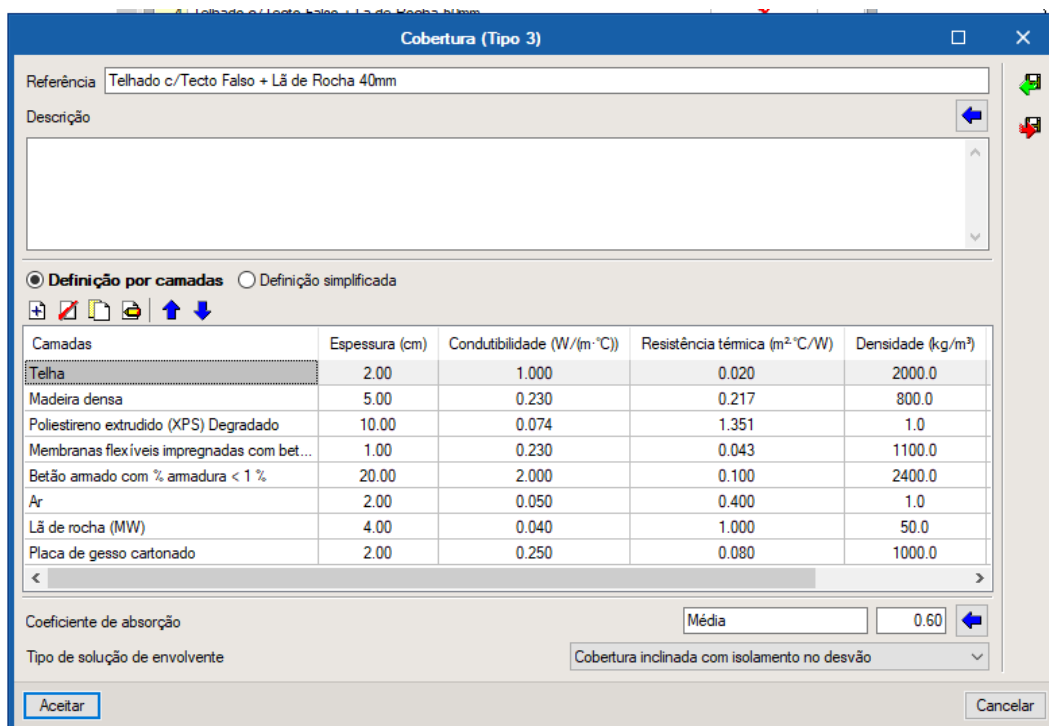 Telhado c/Tecto Falso + Lã de Rocha 60mm
Cobertura (Tipo 3)
Referência Telhado c/Tecto Falso + Lã de Rocha 40mm
Descrição
Definição por camadas Definição simplificada
Camadas Espessura (cm) Condutibilidade (W/(m·°C)) Resistência térmica (m²·°C/W) Densidade (kg/m³)
Telha 2.00 1.000 0.020 2000.0
Madeira densa 5.00 0.230 0.217 800.0
Poliestireno extrudido (XPS) Degradado 10.00 0.074 1.351 1.0
Membranas flexíveis impregnadas com bet... 1.00 0.230 0.043 1100.0
Betão armado com % armadura < 1 % 20.00 2.000 0.100 2400.0
Ar 2.00 0.050 0.400 1.0
Lã de rocha (MW) 4.00 0.040 1.000 50.0
Placa de gesso cartonado 2.00 0.250 0.080 1000.0
Coeficiente de absorção Média 0.60
Tipo de solução de envolvente Cobertura inclinada com isolamento no desvão
Aceitar Cancelar